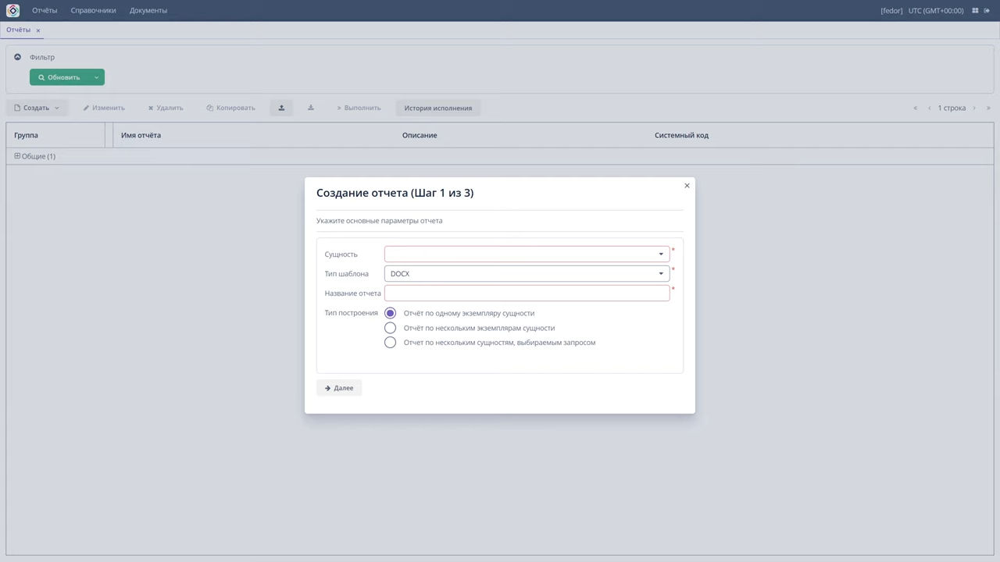 Отчёты Справочники Документы [fedor] UTC (GMT+00:00)
Отчёты ×
Фильтр
Обновить
Создать Изменить Удалить Копировать Выполнить История исполнения 1 строка
Группа Имя отчёта Описание Системный код
Общие (1)
Создание отчета (Шаг 1 из 3)
Укажите основные параметры отчета
Сущность *
Тип шаблона DOCX *
Название отчета *
Тип построения Отчёт по одному экземпляру сущности
Отчёт по нескольким экземплярам сущности
Отчет по нескольким сущностям, выбираемым запросом
Далее